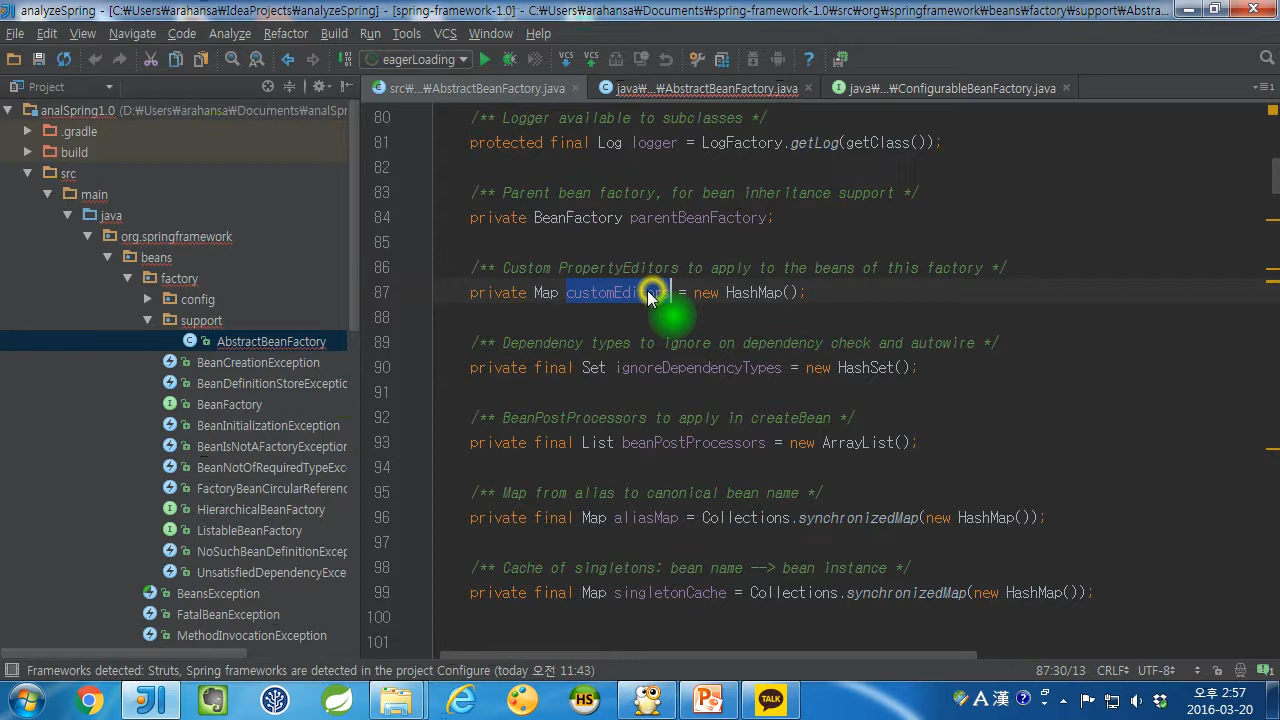 analyzeSpring - [C:₩Users₩arahansa₩IdeaProjects₩analyzeSpring] - [spring-framework-1.0] - C:₩Users₩arahansa₩Documents₩spring-framework-1.0₩src₩org₩springframework₩beans₩factory₩support₩Abstra...
File Edit View Navigate Code Analyze Refactor Build Run Tools VCS Window Help
eagerLoading
VCS VCS
Project
src₩...₩AbstractBeanFactory.java
java₩...₩AbstractBeanFactory.java
java₩...₩ConfigurableBeanFactory.java
analSpring1.0 (D:₩Users₩arahansa₩Documents₩analSpr
.gradle
build
src
main
java
org.springframework
beans
factory
config
support
AbstractBeanFactory
BeanCreationException
BeanDefinitionStoreExceptic
BeanFactory
BeanInitializationException
BeanIsNotAFactoryException
BeanNotOfRequiredTypeExc
FactoryBeanCircularReferenc
HierarchicalBeanFactory
ListableBeanFactory
NoSuchBeanDefinitionExcep
UnsatisfiedDependencyExce
BeansException
FatalBeanException
MethodInvocationException
80 /** Logger available to subclasses */
81 protected final Log logger = LogFactory.getLog(getClass());
82
83 /** Parent bean factory, for bean inheritance support */
84 private BeanFactory parentBeanFactory;
85
86 /** Custom PropertyEditors to apply to the beans of this factory */
87 private Map customEditors = new HashMap();
88
89 /** Dependency types to ignore on dependency check and autowire */
90 private final Set ignoreDependencyTypes = new HashSet();
91
92 /** BeanPostProcessors to apply in createBean */
93 private final List beanPostProcessors = new ArrayList();
94
95 /** Map from alias to canonical bean name */
96 private final Map aliasMap = Collections.synchronizedMap(new HashMap());
97
98 /** Cache of singletons: bean name --> bean instance */
99 private final Map singletonCache = Collections.synchronizedMap(new HashMap());
100
101
Frameworks detected: Struts, Spring frameworks are detected in the project Configure (today 오전 11:43)
87:30/13 CRLF÷ UTF-8÷
HS
TALK
A 漢
오후 2:57
2016-03-20